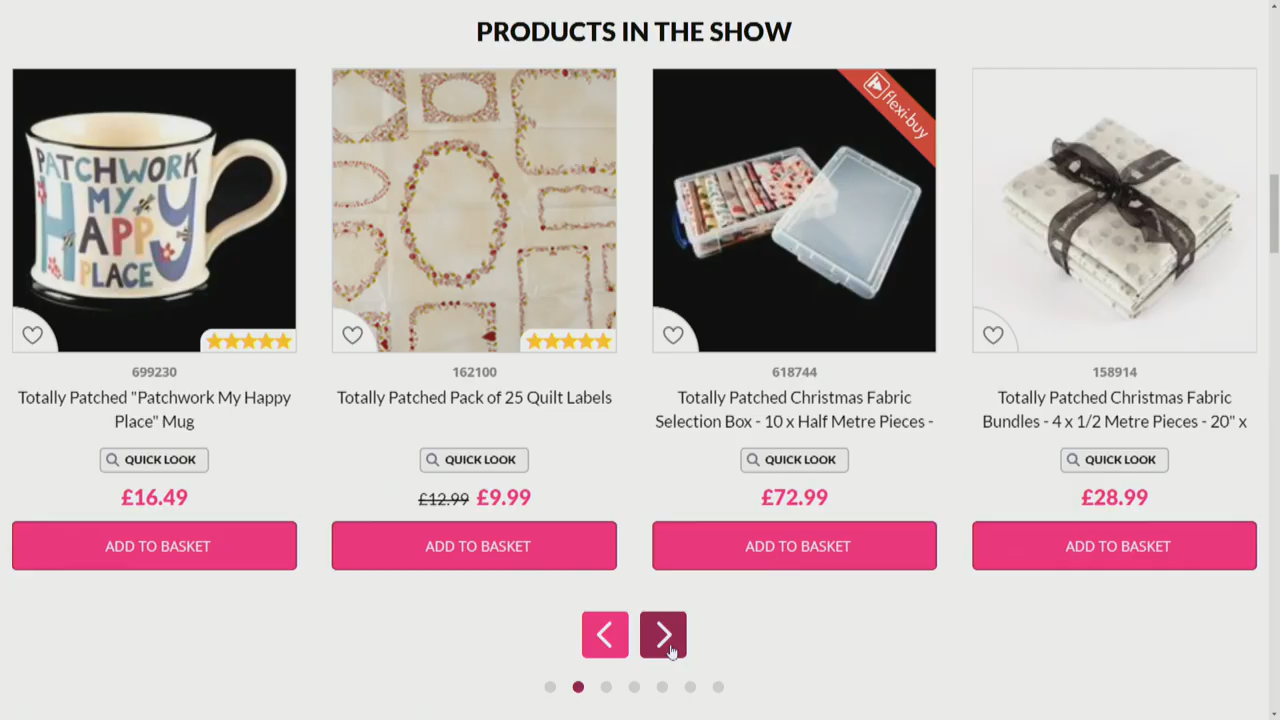 PRODUCTS IN THE SHOW
PATCHWORK
MY
HAPPY
PLACE
flexi-buy
699230
Totally Patched "Patchwork My Happy
Place" Mug
QUICK LOOK
£16.49
ADD TO BASKET
162100
Totally Patched Pack of 25 Quilt Labels
QUICK LOOK
£12.99 £9.99
ADD TO BASKET
618744
Totally Patched Christmas Fabric
Selection Box - 10 x Half Metre Pieces -
QUICK LOOK
£72.99
ADD TO BASKET
158914
Totally Patched Christmas Fabric
Bundles - 4 x 1/2 Metre Pieces - 20" x
QUICK LOOK
£28.99
ADD TO BASKET